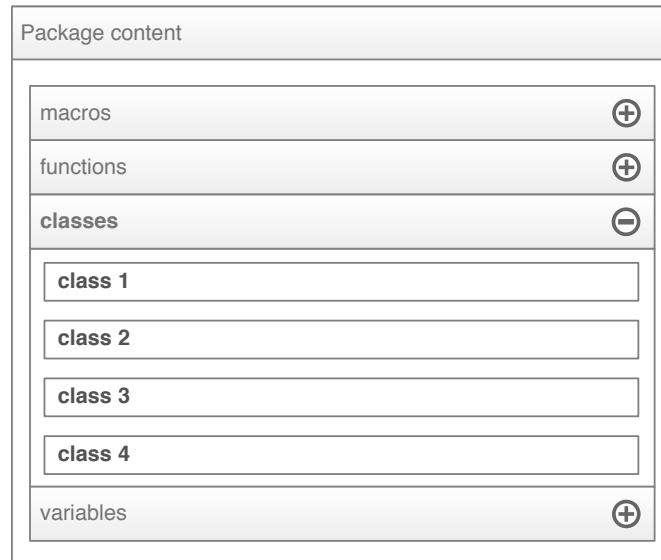 Package content
macros
functions
classes
class 1
class 2
class 3
class 4
variables